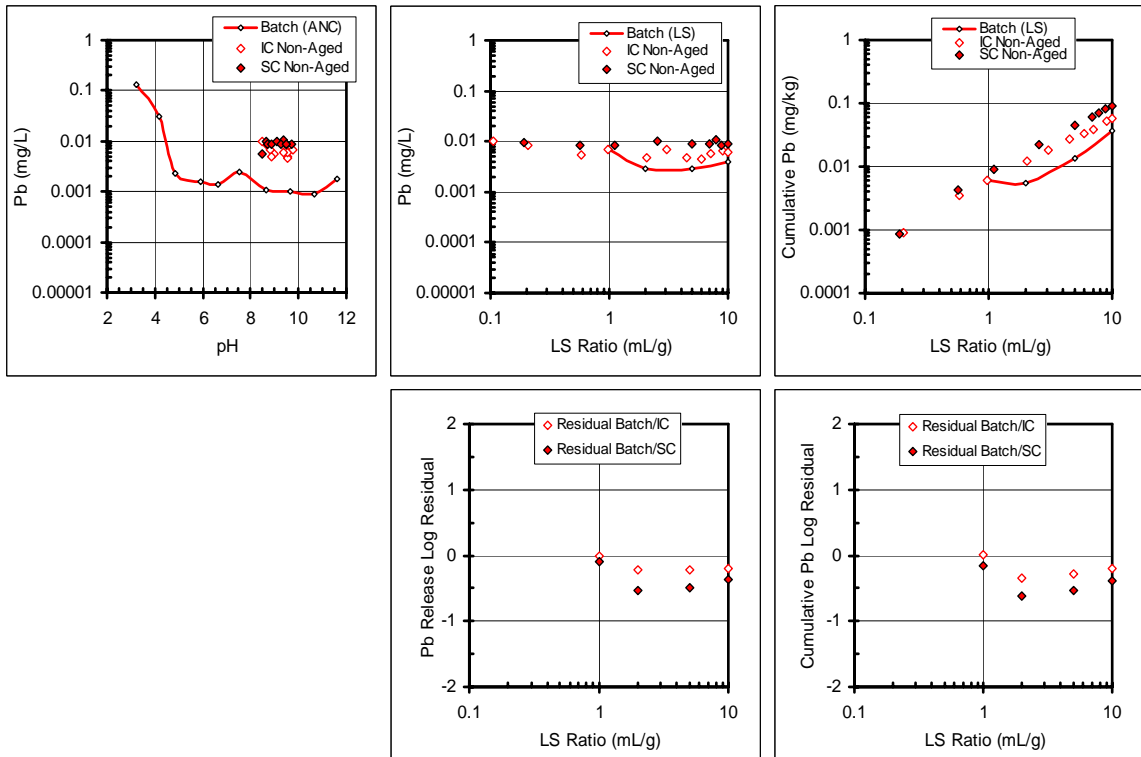 Batch (ANC)
IC Non-Aged
SC Non-Aged
Pb (mg/L)
1
0.1
0.01
0.001
0.0001
0.00001
2 4 6 8 10 12
pH
Batch (LS)
IC Non-Aged
SC Non-Aged
Pb (mg/L)
1
0.1
0.01
0.001
0.0001
0.00001
0.1 1 10
LS Ratio (mL/g)
Batch (LS)
IC Non-Aged
SC Non-Aged
Cumulative Pb (mg/kg)
1
0.1
0.01
0.001
0.0001
0.1 1 10
LS Ratio (mL/g)
Residual Batch/IC
Residual Batch/SC
Pb Release Log Residual
2
1
0
-1
-2
0.1 1 10
LS Ratio (mL/g)
Residual Batch/IC
Residual Batch/SC
Cumulative Pb Log Residual
2
1
0
-1
-2
0.1 1 10
LS Ratio (mL/g)